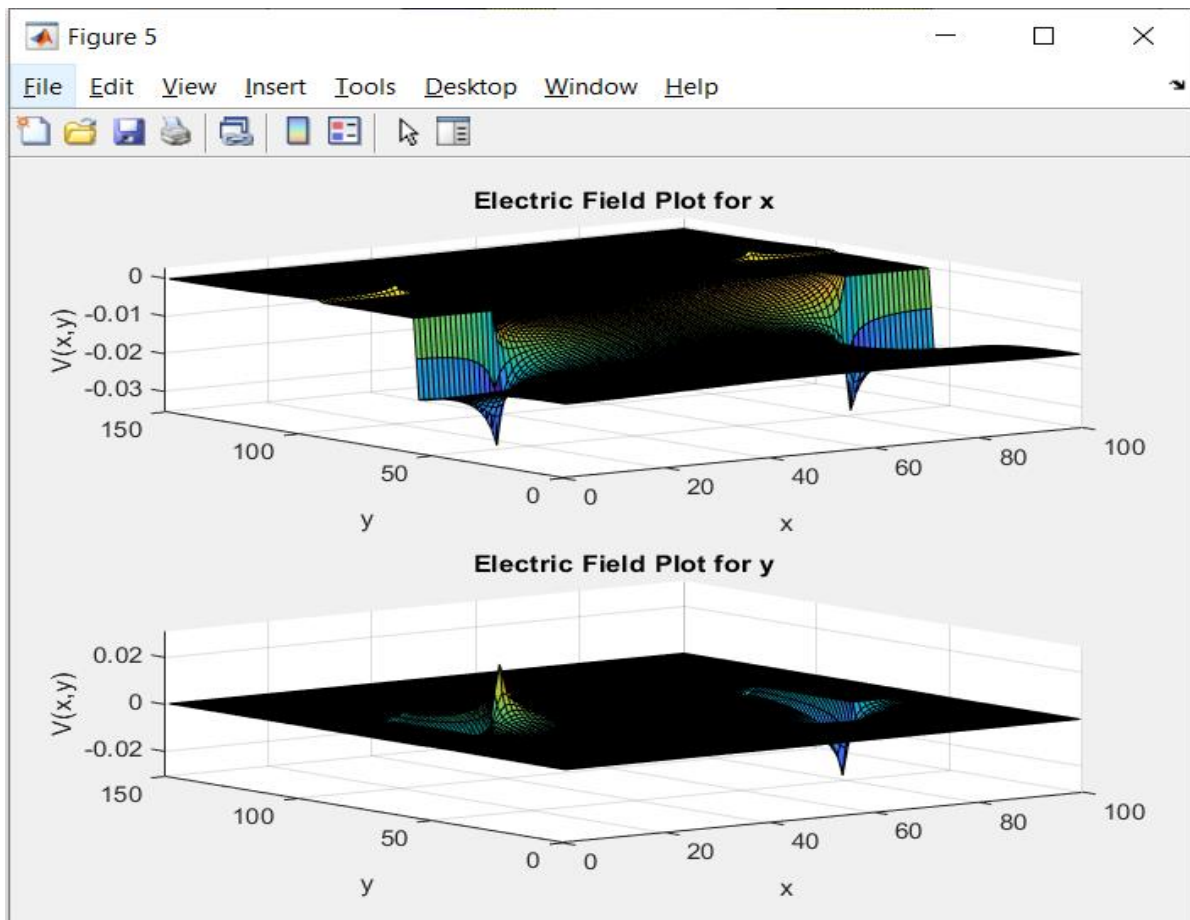 Figure 5
File Edit View Insert Tools Desktop Window Help
Electric Field Plot for x
0
-0.01
-0.02
-0.03
V(x,y)
150
100
50
0
y
0
20
40
60
80
100
x
Electric Field Plot for y
0.02
0
-0.02
V(x,y)
150
100
50
0
y
0
20
40
60
80
100
x